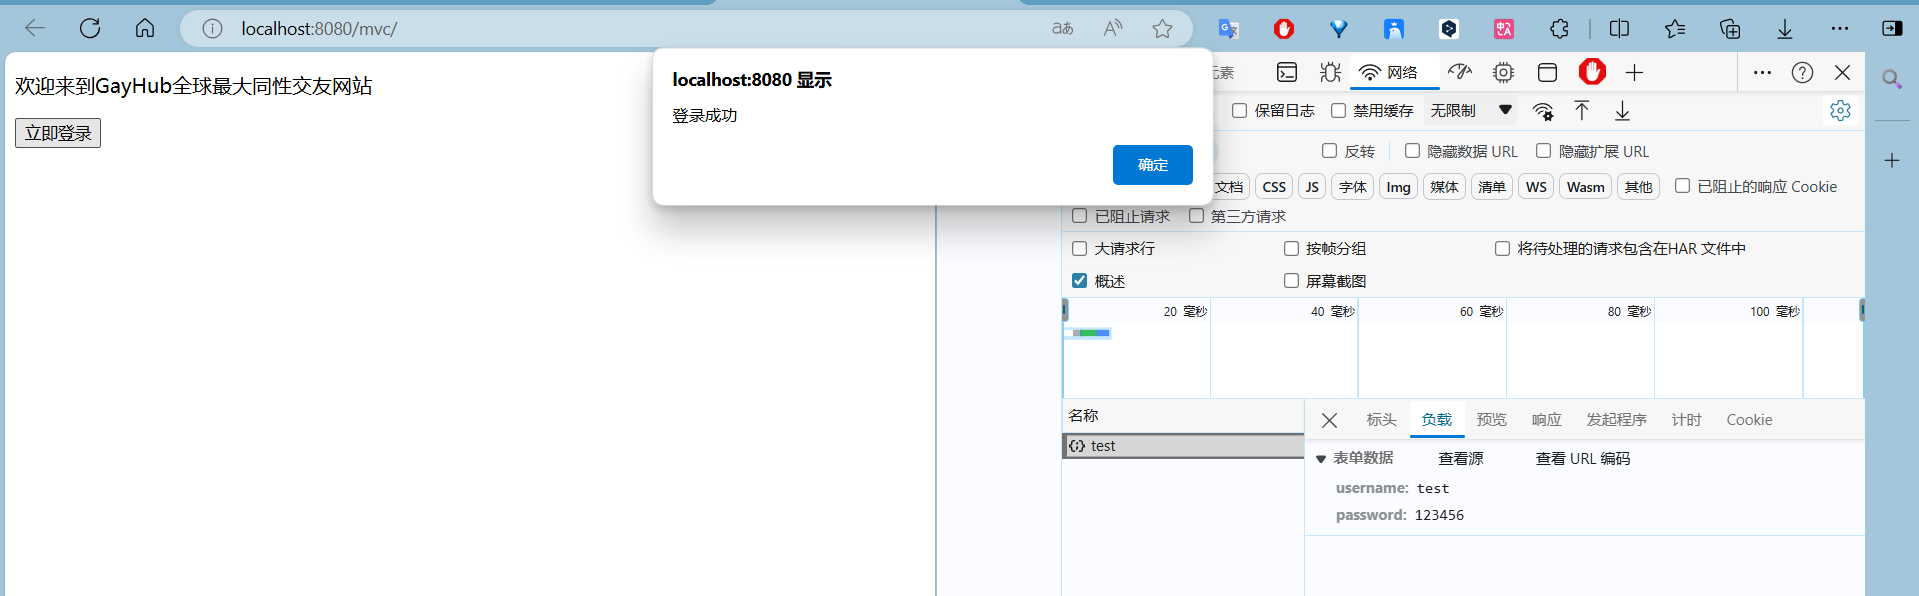 localhost:8080/mvc/
欢迎来到GayHub全球最大同性交友网站
立即登录
localhost:8080 显示
登录成功
确定
元素
网络
保留日志
禁用缓存
无限制
反转
隐藏数据 URL
隐藏扩展 URL
文档
CSS
JS
字体
Img
媒体
清单
WS
Wasm
其他
已阻止的响应 Cookie
已阻止请求
第三方请求
大请求行
按帧分组
将待处理的请求包含在HAR 文件中
概述
屏幕截图
20 毫秒
40 毫秒
60 毫秒
80 毫秒
100 毫秒
名称
test
标头
负载
预览
响应
发起程序
计时
Cookie
表单数据
查看源
查看 URL 编码
username: test
password: 123456